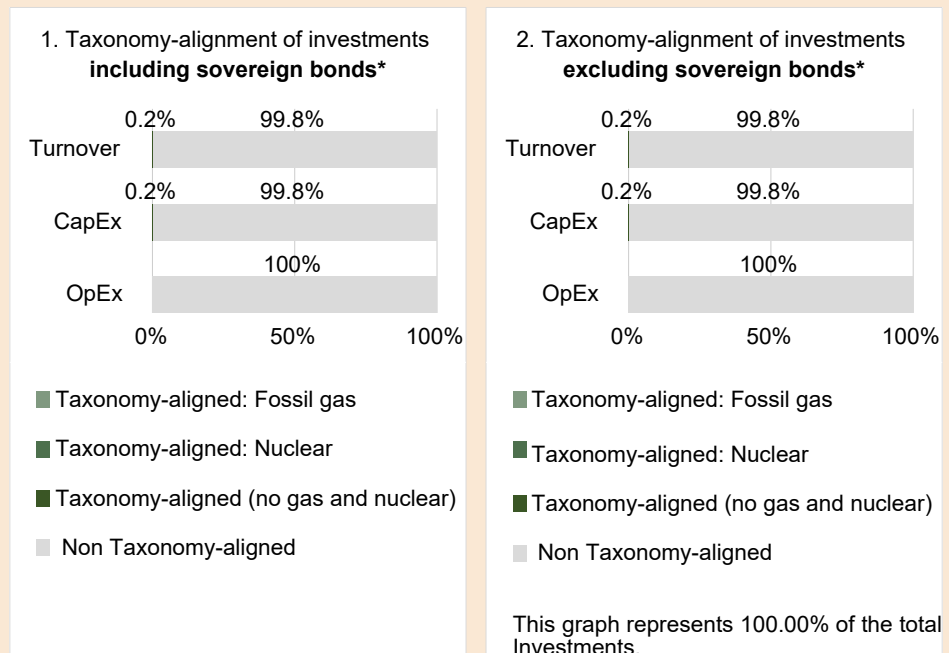 1. Taxonomy-alignment of investments
including sovereign bonds*
0.2% 99.8%
Turnover
0.2% 99.8%
CapEx
100%
OpEx
0% 50% 100%
Taxonomy-aligned: Fossil gas
Taxonomy-aligned: Nuclear
Taxonomy-aligned (no gas and nuclear)
Non Taxonomy-aligned
2. Taxonomy-alignment of investments
excluding sovereign bonds*
0.2% 99.8%
Turnover
0.2% 99.8%
CapEx
100%
OpEx
0% 50% 100%
Taxonomy-aligned: Fossil gas
Taxonomy-aligned: Nuclear
Taxonomy-aligned (no gas and nuclear)
Non Taxonomy-aligned
This graph represents 100.00% of the total
Investments.